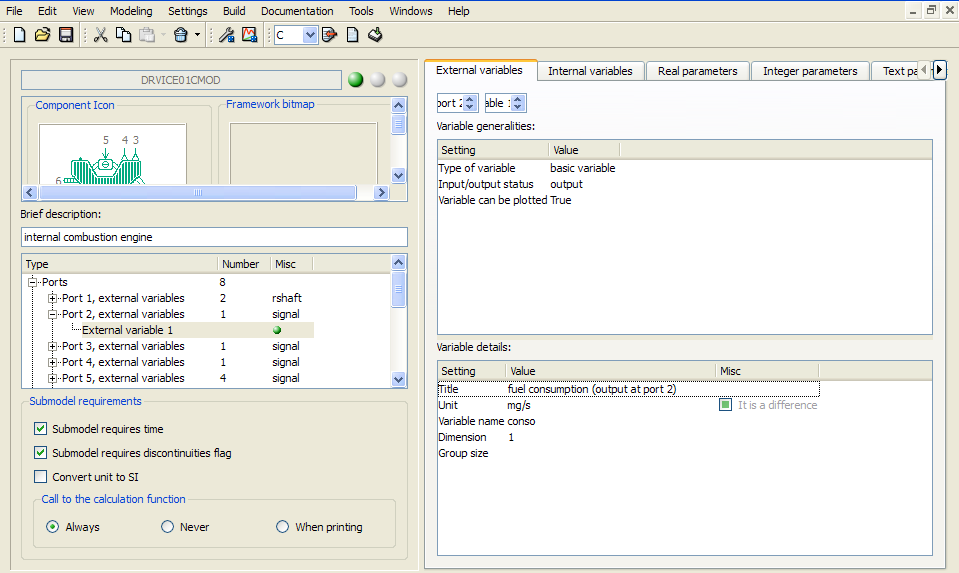 File Edit View Modeling Settings Build Documentation Tools Windows Help
C
DRVICE01CMOD
Component Icon
Framework bitmap
5 4 3
6
Brief description:
internal combustion engine
Type Number Misc
Ports 8
Port 1, external variables 2 rshaft
Port 2, external variables 1 signal
External variable 1
Port 3, external variables 1 signal
Port 4, external variables 1 signal
Port 5, external variables 4 signal
Submodel requirements
Submodel requires time
Submodel requires discontinuities flag
Convert unit to SI
Call to the calculation function
Always Never When printing
External variables Internal variables Real parameters Integer parameters Text pa
port 2 able 1
Variable generalities:
Setting Value
Type of variable basic variable
Input/output status output
Variable can be plotted True
Variable details:
Setting Value Misc
Title fuel consumption (output at port 2)
Unit mg/s It is a difference
Variable name conso
Dimension 1
Group size